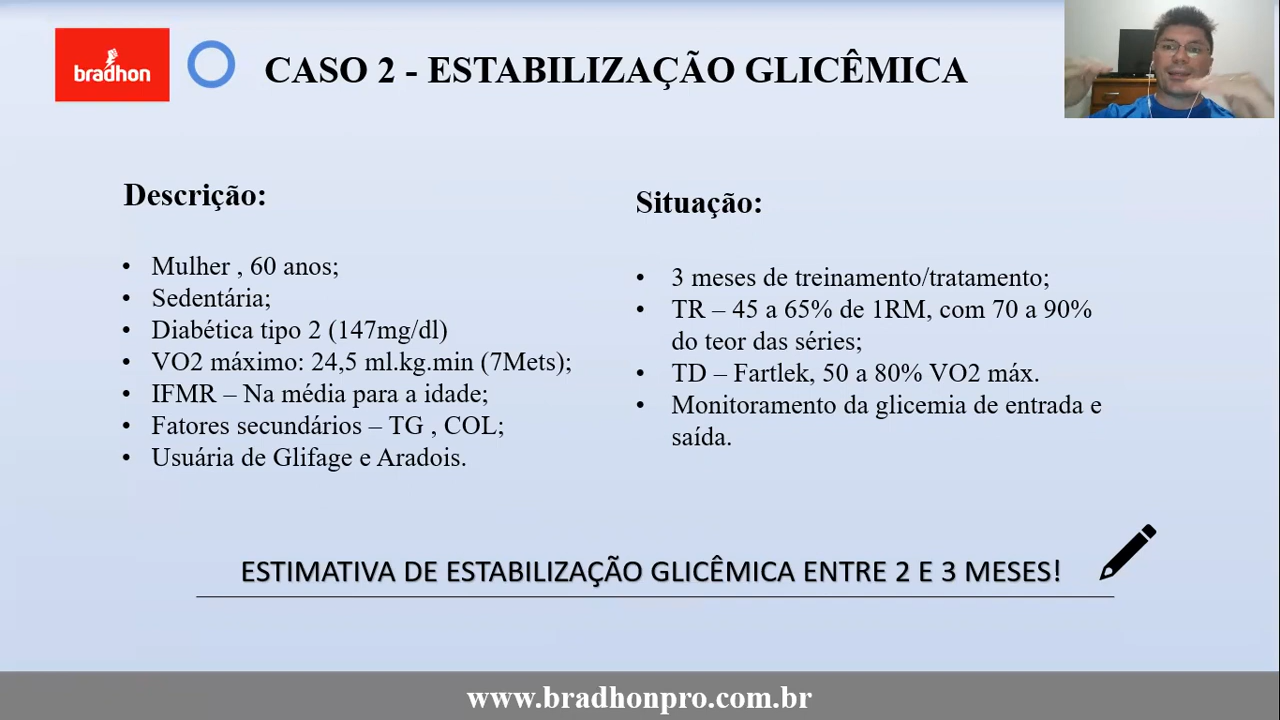 bradhon
CASO 2 - ESTABILIZAÇÃO GLICÊMICA
Descrição:
• Mulher , 60 anos;
• Sedentária;
• Diabética tipo 2 (147mg/dl)
• VO2 máximo: 24,5 ml.kg.min (7Mets);
• IFMR – Na média para a idade;
• Fatores secundários – TG , COL;
• Usuária de Glifage e Aradois.
Situação:
• 3 meses de treinamento/tratamento;
• TR – 45 a 65% de 1RM, com 70 a 90%
do teor das séries;
• TD – Fartlek, 50 a 80% VO2 máx.
• Monitoramento da glicemia de entrada e
saída.
ESTIMATIVA DE ESTABILIZAÇÃO GLICÊMICA ENTRE 2 E 3 MESES!
www.bradhonpro.com.br